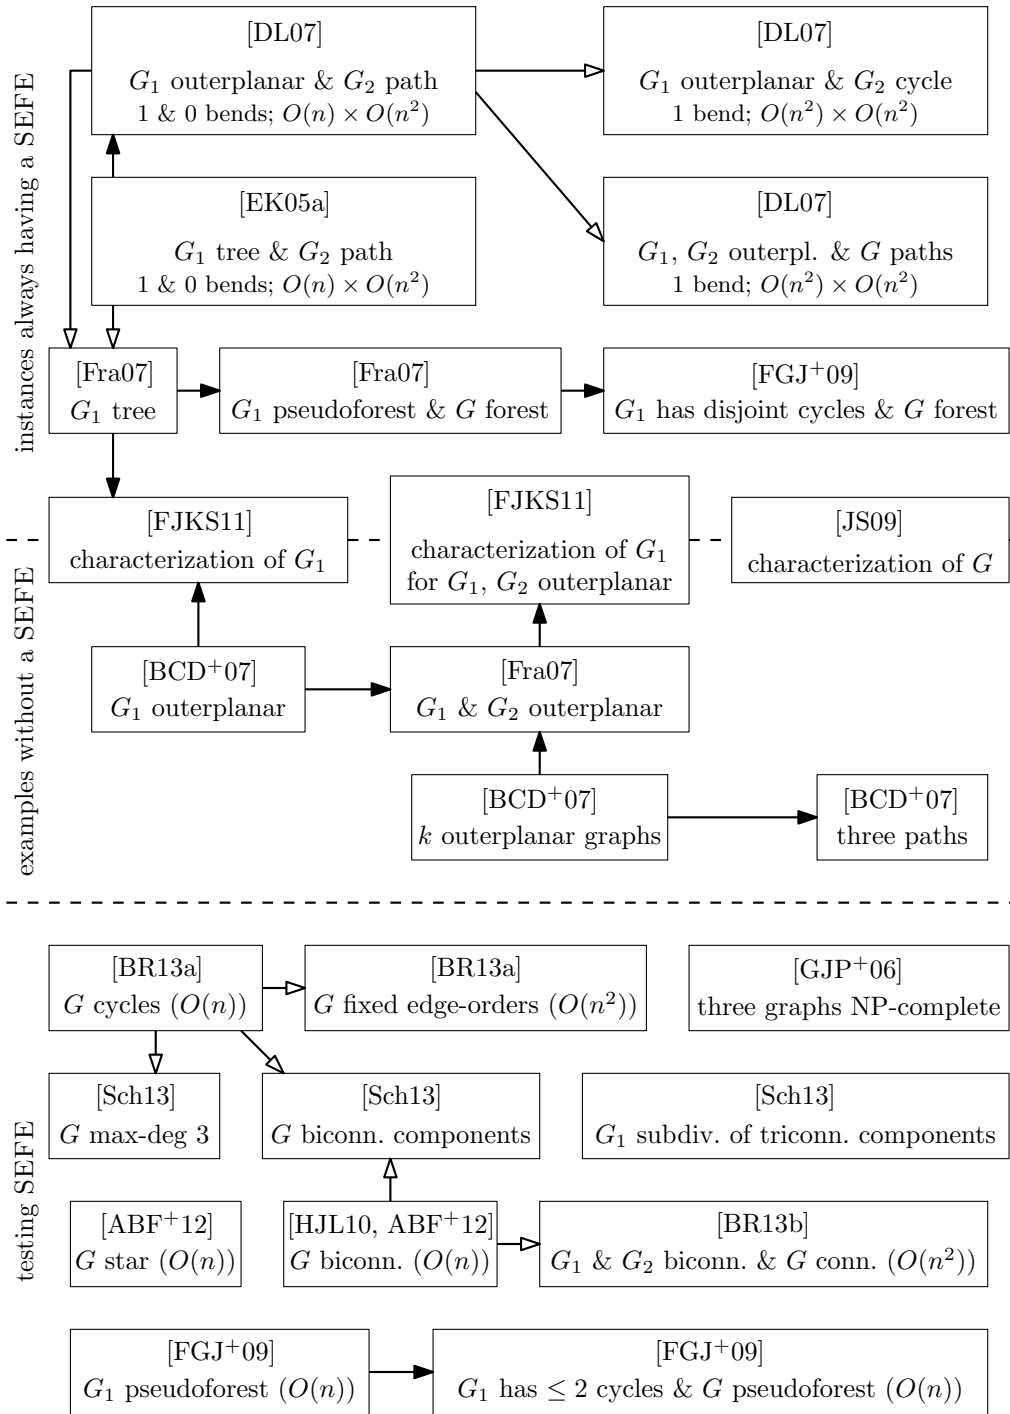 instances always having a SEFE
[DL07]
G₁ outerplanar & G₂ path
1 & 0 bends; O(n) × O(n²)
[DL07]
G₁ outerplanar & G₂ cycle
1 bend; O(n²) × O(n²)
[EK05a]
G₁ tree & G₂ path
1 & 0 bends; O(n) × O(n²)
[DL07]
G₁, G₂ outerpl. & G paths
1 bend; O(n²) × O(n²)
[Fra07]
G₁ tree
[Fra07]
G₁ pseudoforest & G forest
[FGJ⁺09]
G₁ has disjoint cycles & G forest
[FJKS11]
characterization of G₁
[FJKS11]
characterization of G₁
for G₁, G₂ outerplanar
[JS09]
characterization of G
examples without a SEFE
[BCD⁺07]
G₁ outerplanar
[Fra07]
G₁ & G₂ outerplanar
[BCD⁺07]
k outerplanar graphs
[BCD⁺07]
three paths
testing SEFE
[BR13a]
G cycles (O(n))
[BR13a]
G fixed edge-orders (O(n²))
[GJP⁺06]
three graphs NP-complete
[Sch13]
G max-deg 3
[Sch13]
G biconn. components
[Sch13]
G₁ subdiv. of triconn. components
[ABF⁺12]
G star (O(n))
[HJL10, ABF⁺12]
G biconn. (O(n))
[BR13b]
G₁ & G₂ biconn. & G conn. (O(n²))
[FGJ⁺09]
G₁ pseudoforest (O(n))
[FGJ⁺09]
G₁ has ≤ 2 cycles & G pseudoforest (O(n))